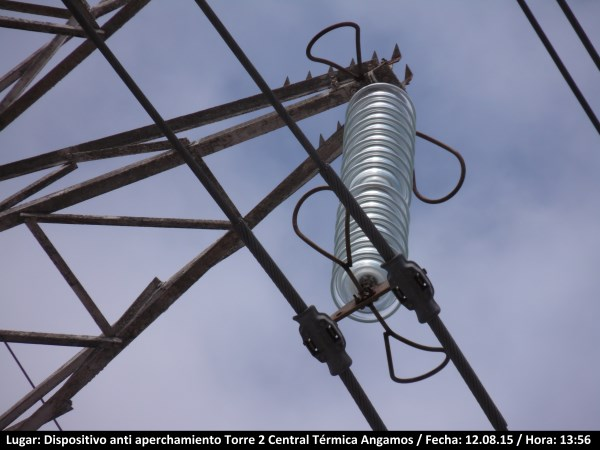 Lugar: Dispositivo anti aperchamiento Torre 2 Central Térmica Angamos / Fecha: 12.08.15 / Hora: 13:56